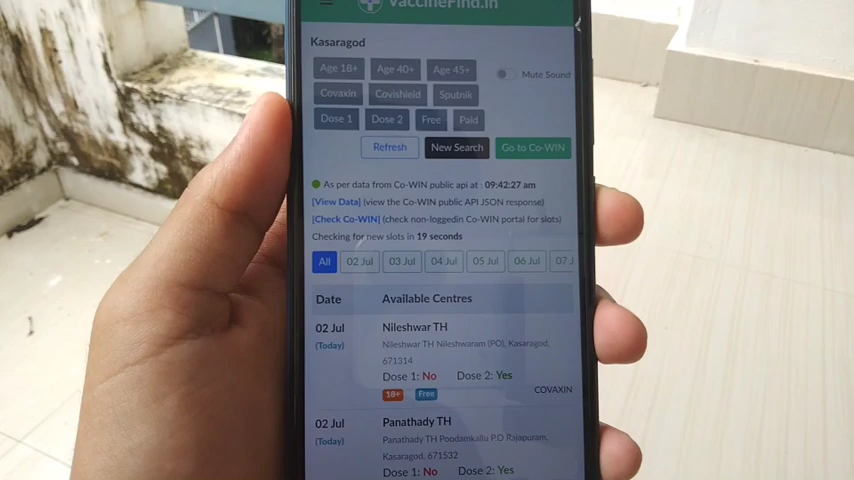 VaccineFind.in
Kasaragod
Age 18+ Age 40+ Age 45+ Mute Sound
Covaxin Covishield Sputnik
Dose 1 Dose 2 Free Paid
Refresh New Search Go to Co-WIN
As per data from Co-WIN public api at : 09:42:27 am
[View Data] (view the Co-WIN public API JSON response)
[Check Co-WIN] (check non-loggedin Co-WIN portal for slots)
Checking for new slots in 19 seconds
All 02 Jul 03 Jul 04 Jul 05 Jul 06 Jul 07 J
Date Available Centres
02 Jul Nileshwar TH
(Today) Nileshwar TH Nileshwaram (PO), Kasaragod,
671314
Dose 1: No Dose 2: Yes
18+ Free COVAXIN
02 Jul Panathady TH
(Today) Panathady TH Poodamkallu P.O Rajapuram,
Kasaragod, 671532
Dose 1: No Dose 2: Yes